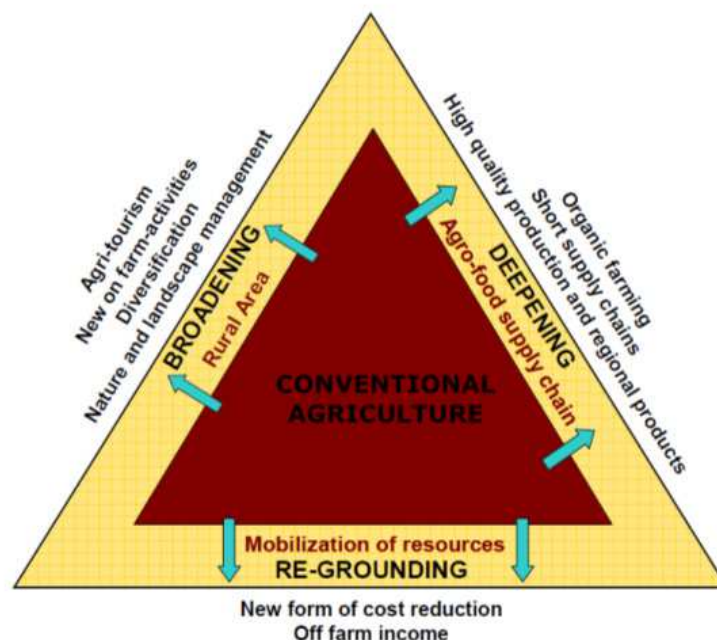 Agri-tourism
New on farm-activities
Diversification
Nature and landscape management
BROADENING
Rural Area
CONVENTIONAL
AGRICULTURE
Organic farming
Short supply chains
High quality production and regional products
DEEPENING
Agro-food supply chain
Mobilization of resources
RE-GROUNDING
New form of cost reduction
Off farm income